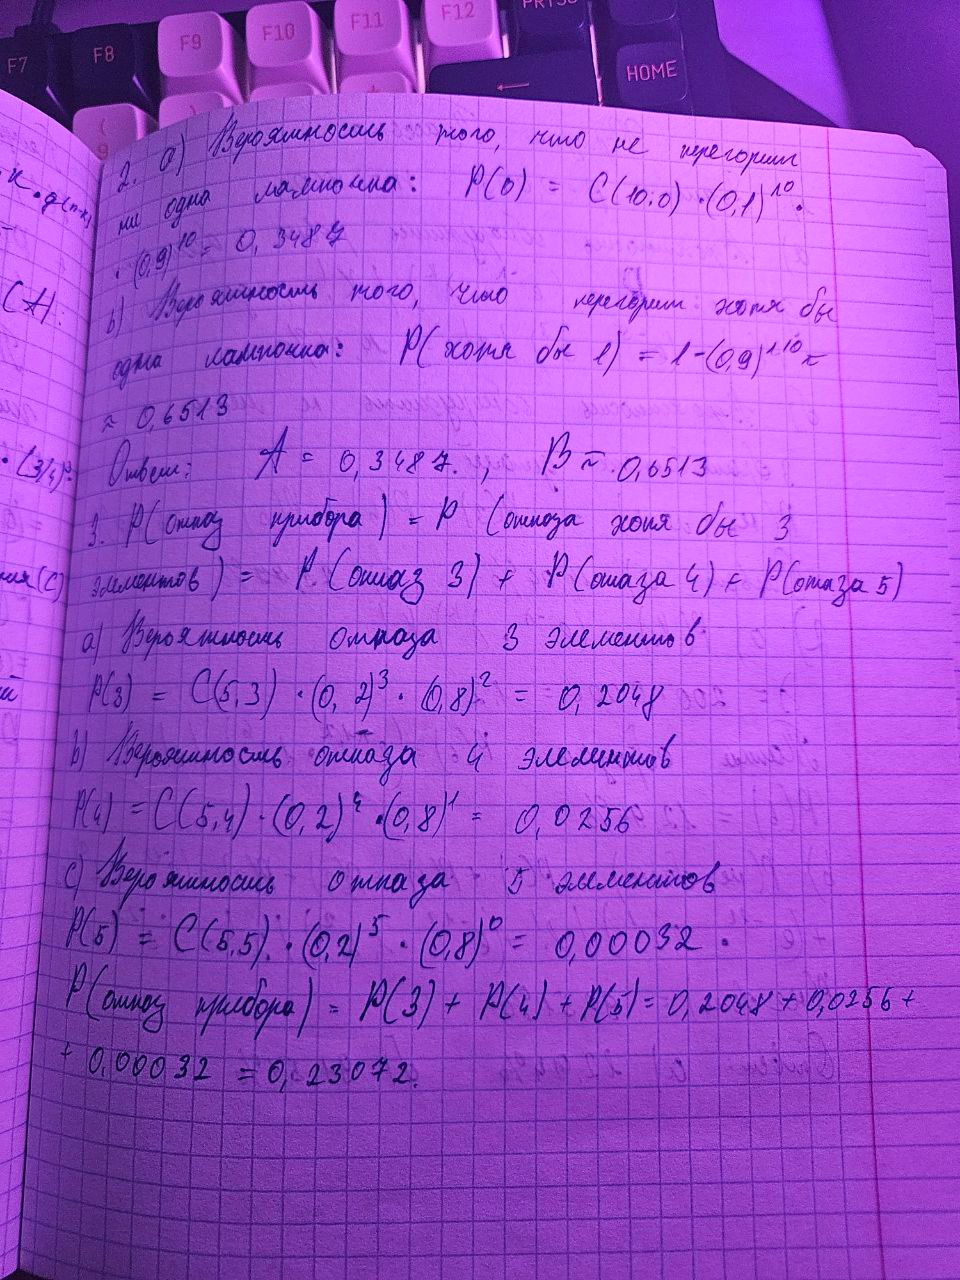 F7 F8 F9 F10 F11 F12 PRTSC
HOME
2. a) Вероятность того, что не перегорит
ни одна лампочка: P(0) = C(10;0) · (0,1)^10 ·
· (0,9)^10 = 0,3487
b) Вероятность того, что перегорит хотя бы
одна лампочка: P(хотя бы 1) = 1-(0,9)^10 ≈
≈ 0,6513
Ответ: A = 0,3487. ; B ≈ 0,6513
3. P(отказ прибора) = P (отказа хотя бы 3
элементов) = P (отказ 3) + P(отказа 4) + P(отказа 5)
a) Вероятность отказа 3 элементов
P(3) = C(5,3) · (0,2)^3 · (0,8)^2 = 0,2048
b) Вероятность отказа 4 элементов
P(4) = C(5,4) · (0,2)^4 · (0,8)^1 = 0,0256
c) Вероятность отказа 5 элементов
P(5) = C(5,5) · (0,2)^5 · (0,8)^0 = 0,00032.
P(отказ прибора) = P(3) + P(4) + P(5) = 0,2048 + 0,0256 +
+ 0,00032 = 0,23072.